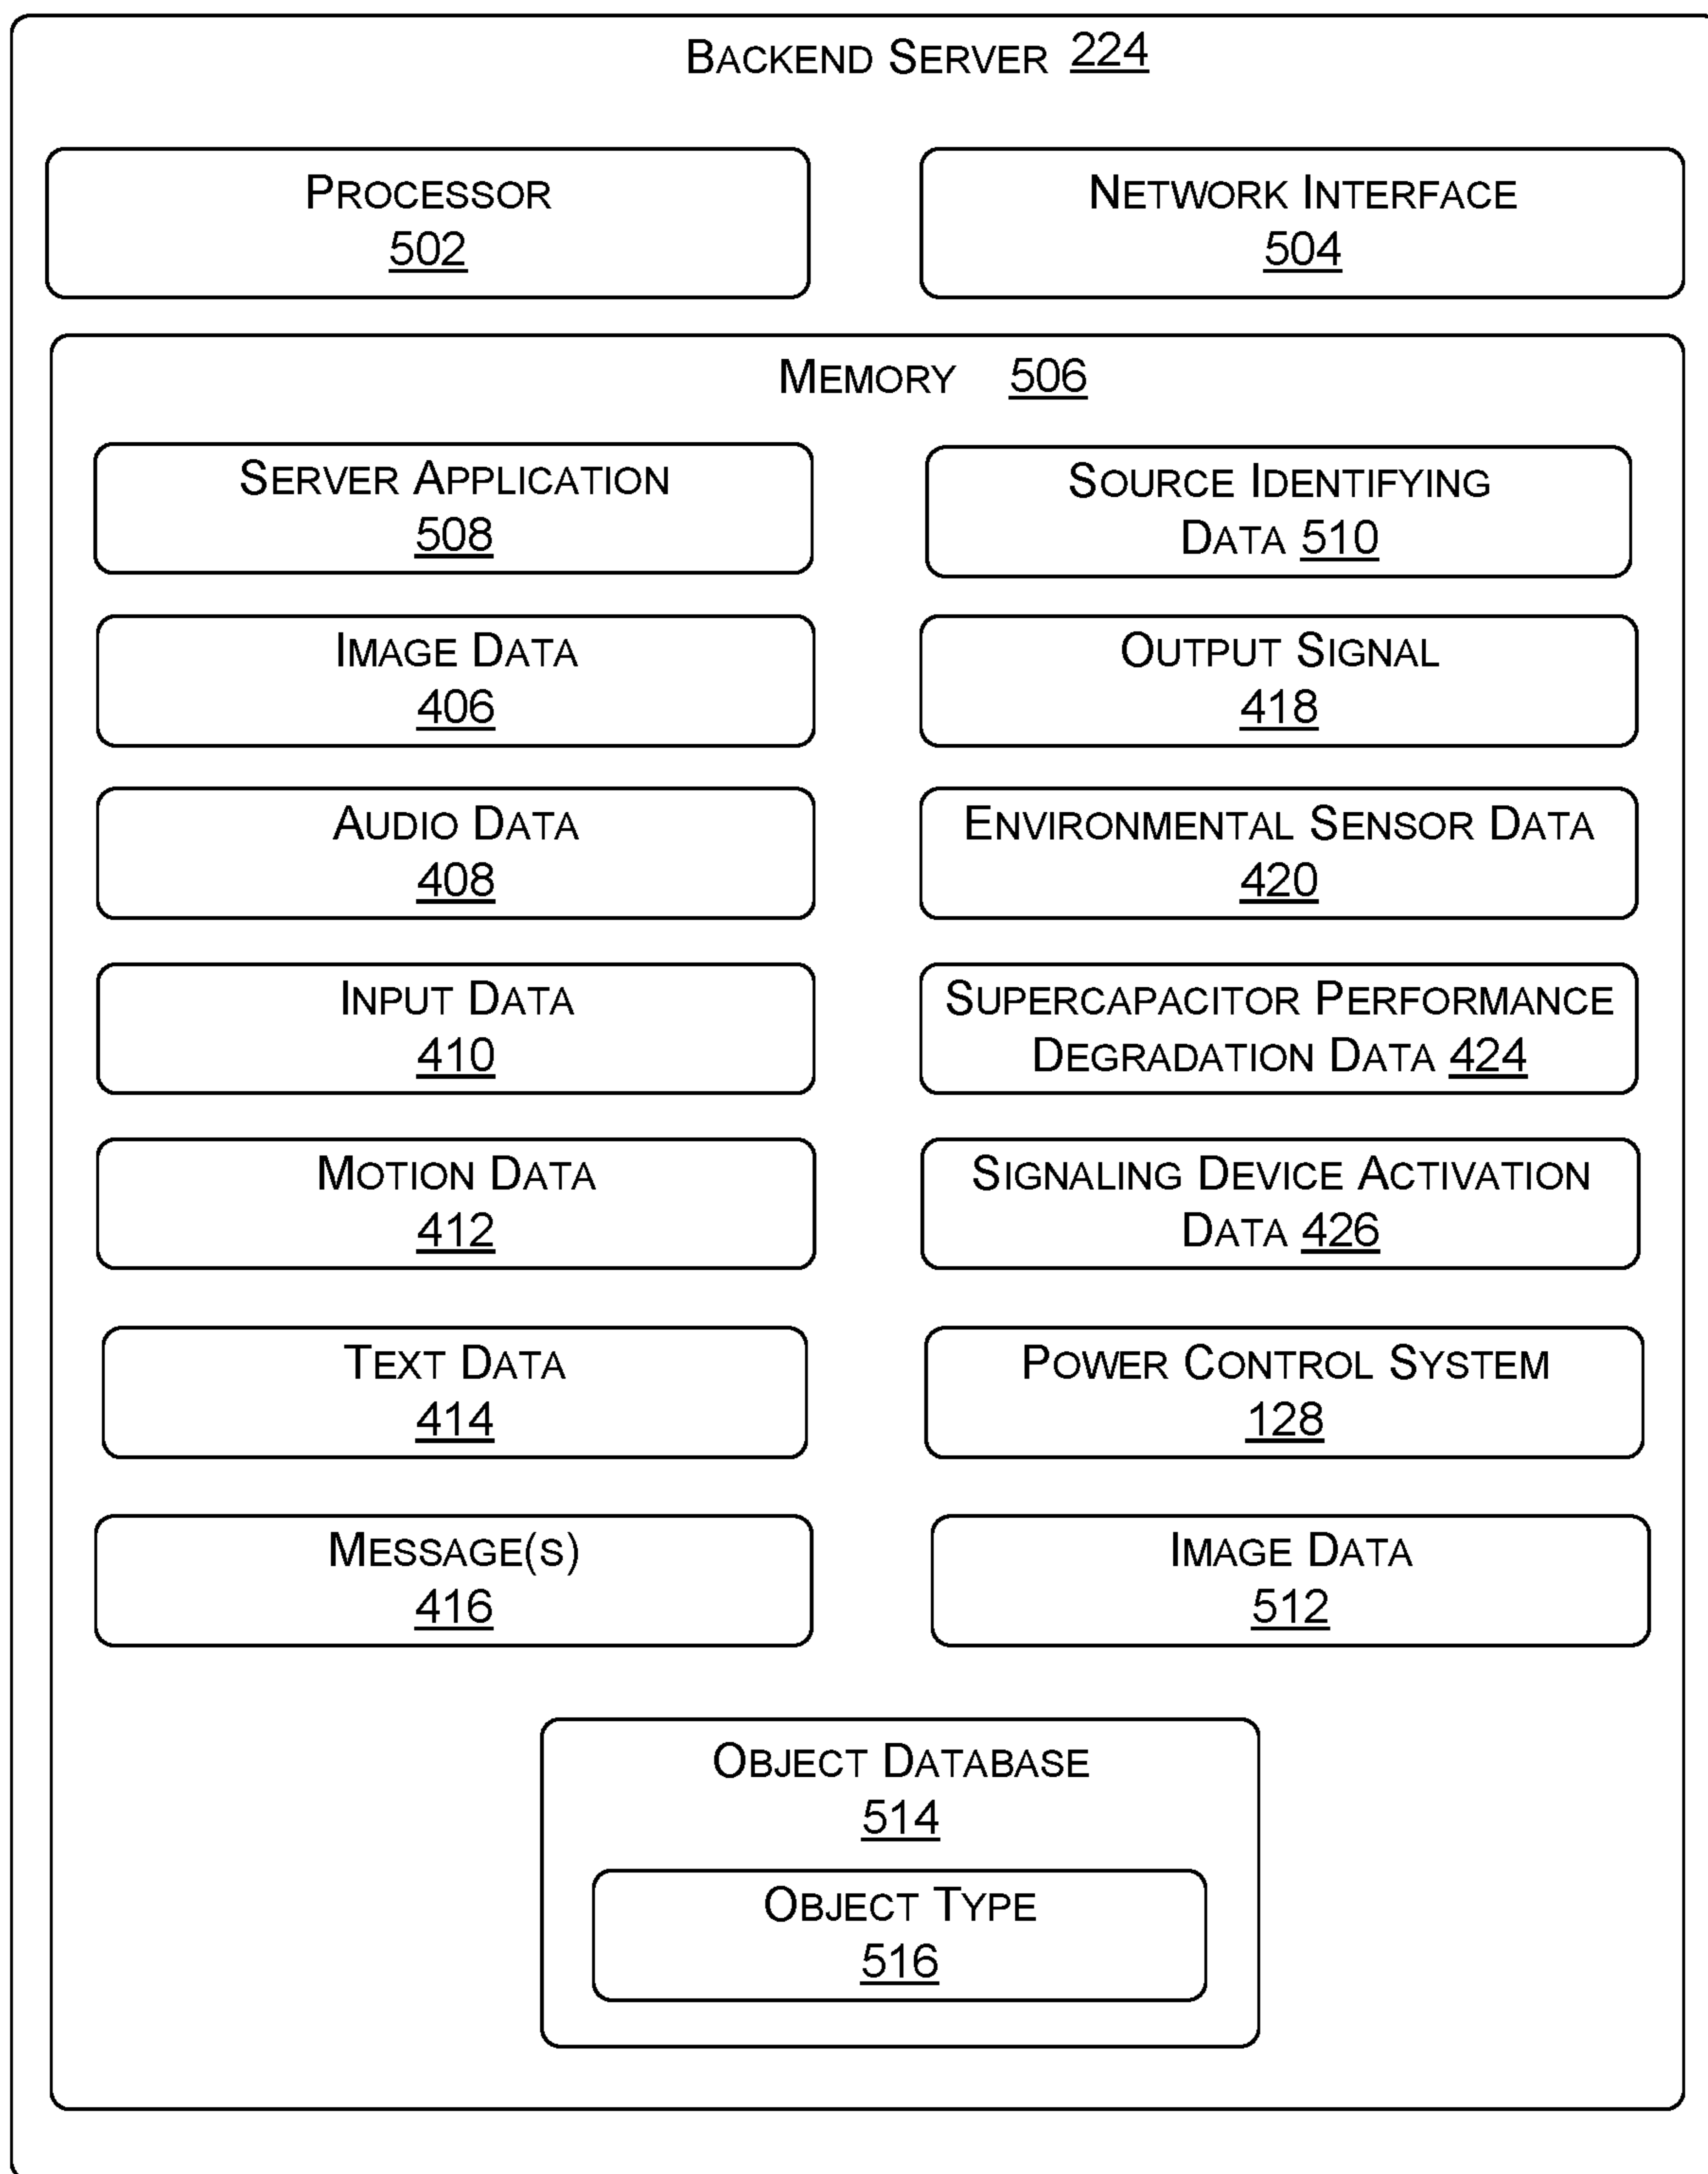 BACKEND SERVER 224
PROCESSOR
502
NETWORK INTERFACE
504
MEMORY 506
SERVER APPLICATION
508
SOURCE IDENTIFYING
DATA 510
IMAGE DATA
406
OUTPUT SIGNAL
418
AUDIO DATA
408
ENVIRONMENTAL SENSOR DATA
420
INPUT DATA
410
SUPERCAPACITOR PERFORMANCE
DEGRADATION DATA 424
MOTION DATA
412
SIGNALING DEVICE ACTIVATION
DATA 426
TEXT DATA
414
POWER CONTROL SYSTEM
128
MESSAGE(S)
416
IMAGE DATA
512
OBJECT DATABASE
514
OBJECT TYPE
516